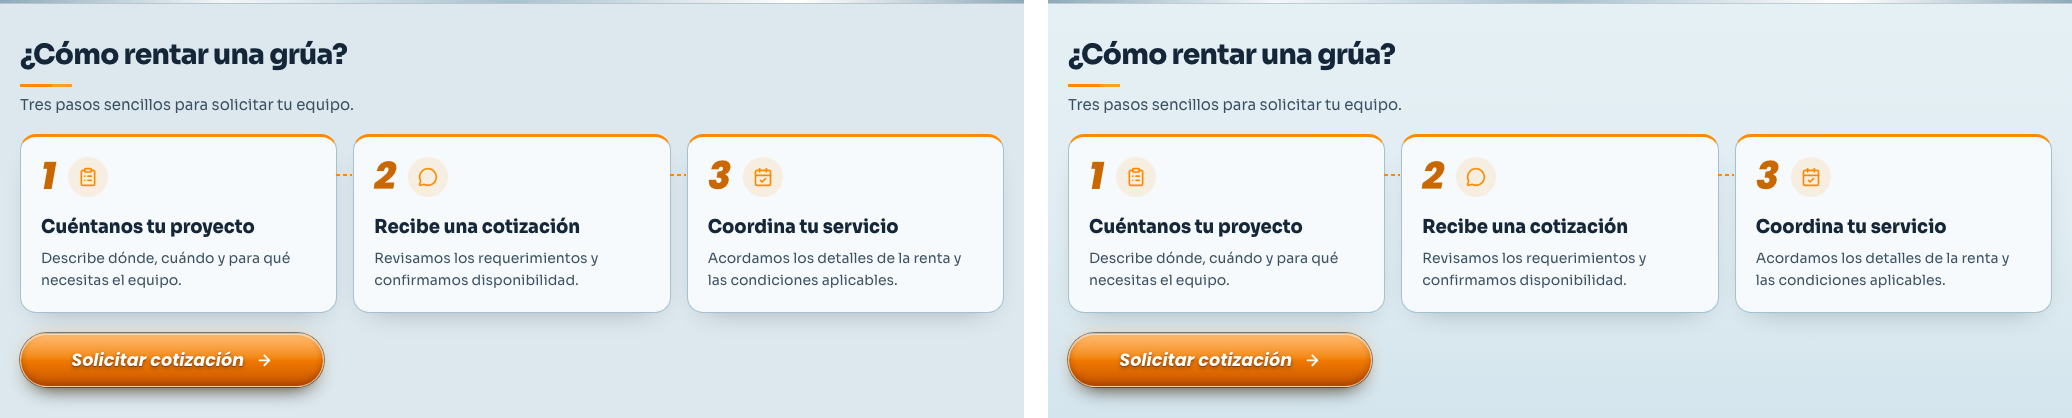 ¿Cómo rentar una grúa?
Tres pasos sencillos para solicitar tu equipo.
1
Cuéntanos tu proyecto
Describe dónde, cuándo y para qué
necesitas el equipo.
2
Recibe una cotización
Revisamos los requerimientos y
confirmamos disponibilidad.
3
Coordina tu servicio
Acordamos los detalles de la renta y
las condiciones aplicables.
Solicitar cotización →
¿Cómo rentar una grúa?
Tres pasos sencillos para solicitar tu equipo.
1
Cuéntanos tu proyecto
Describe dónde, cuándo y para qué
necesitas el equipo.
2
Recibe una cotización
Revisamos los requerimientos y
confirmamos disponibilidad.
3
Coordina tu servicio
Acordamos los detalles de la renta y
las condiciones aplicables.
Solicitar cotización →